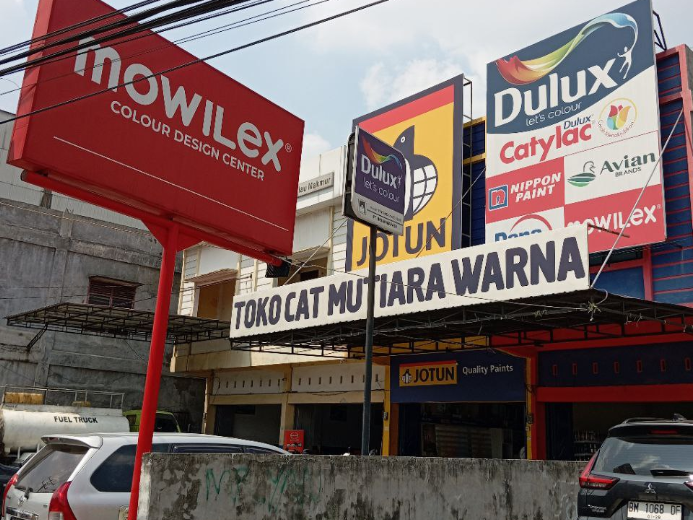 mowilex®
COLOUR DESIGN CENTER
Dulux
let's colour
JOTUN
Dulux
let's colour
Dulux
Catylac
Avian
BRANDS
NIPPON
PAINT
mowilex®
TOKO CAT MUTIARA WARNA
JOTUN Quality Paints
FUEL TRUCK
BM 1068 OF